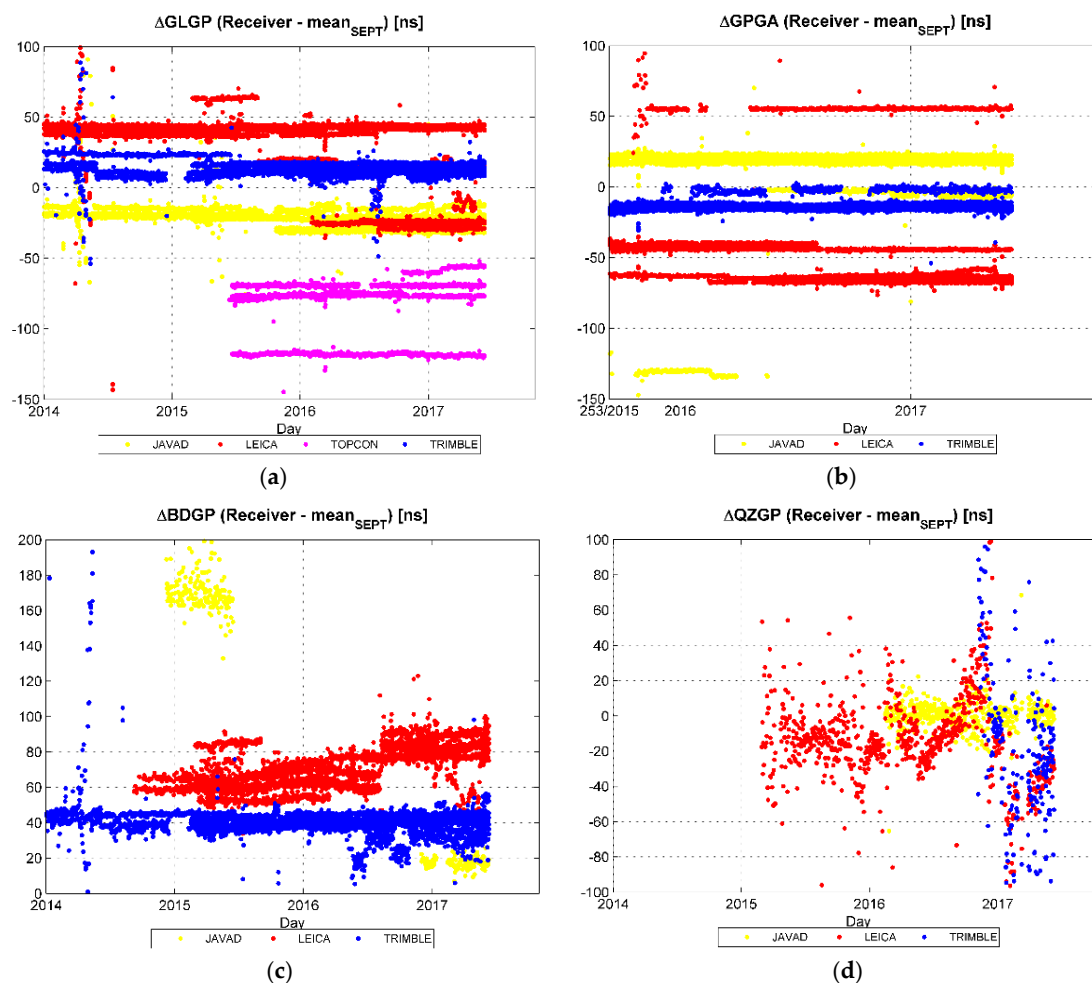 ΔGLGP (Receiver - mean_SEPT) [ns]
100
50
0
-50
-100
-150
2014 2015 2016 2017
Day
JAVAD LEICA TOPCON TRIMBLE
(a)
ΔGPGA (Receiver - mean_SEPT) [ns]
100
50
0
-50
-100
-150
253/2015 2016 2017
Day
JAVAD LEICA TRIMBLE
(b)
ΔBDGP (Receiver - mean_SEPT) [ns]
200
180
160
140
120
100
80
60
40
20
0
2014 2015 2016 2017
Day
JAVAD LEICA TRIMBLE
(c)
ΔQZGP (Receiver - mean_SEPT) [ns]
100
80
60
40
20
0
-20
-40
-60
-80
-100
2014 2015 2016 2017
Day
JAVAD LEICA TRIMBLE
(d)